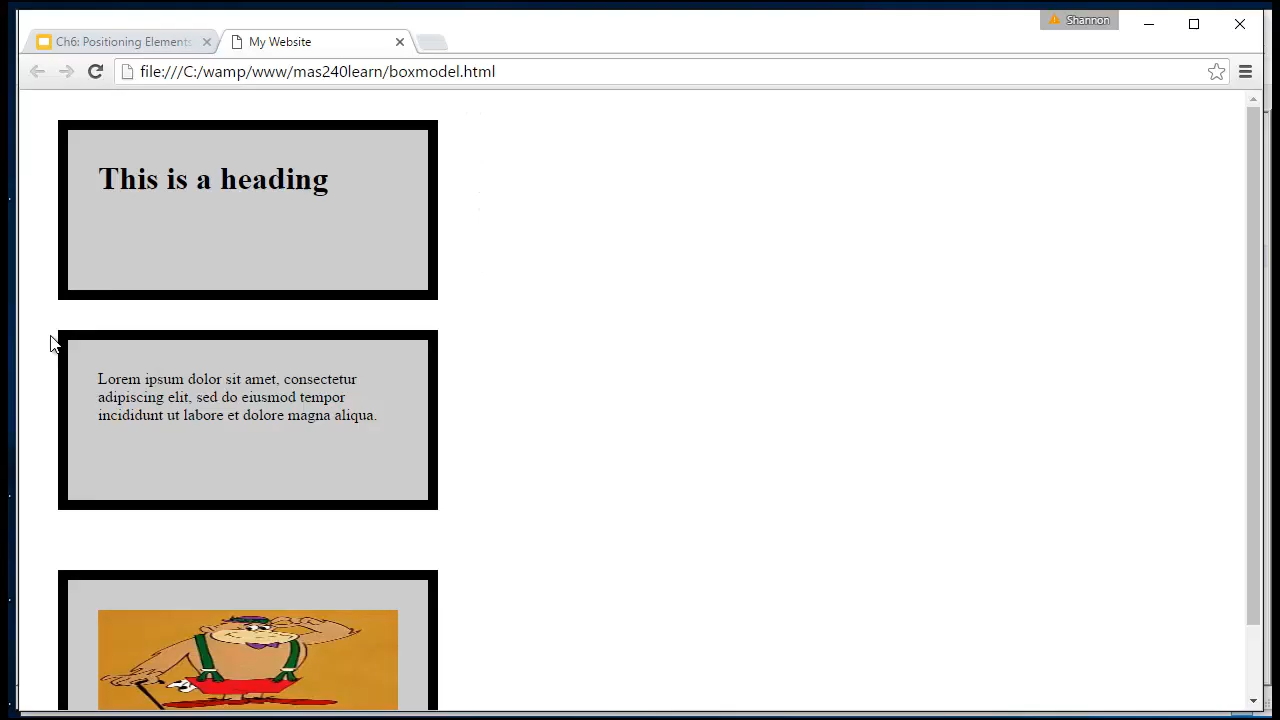 Shannon
Ch6: Positioning Element
My Website
file:///C:/wamp/www/mas240learn/boxmodel.html
This is a heading
Lorem ipsum dolor sit amet, consectetur
adipiscing elit, sed do eiusmod tempor
incididunt ut labore et dolore magna aliqua.